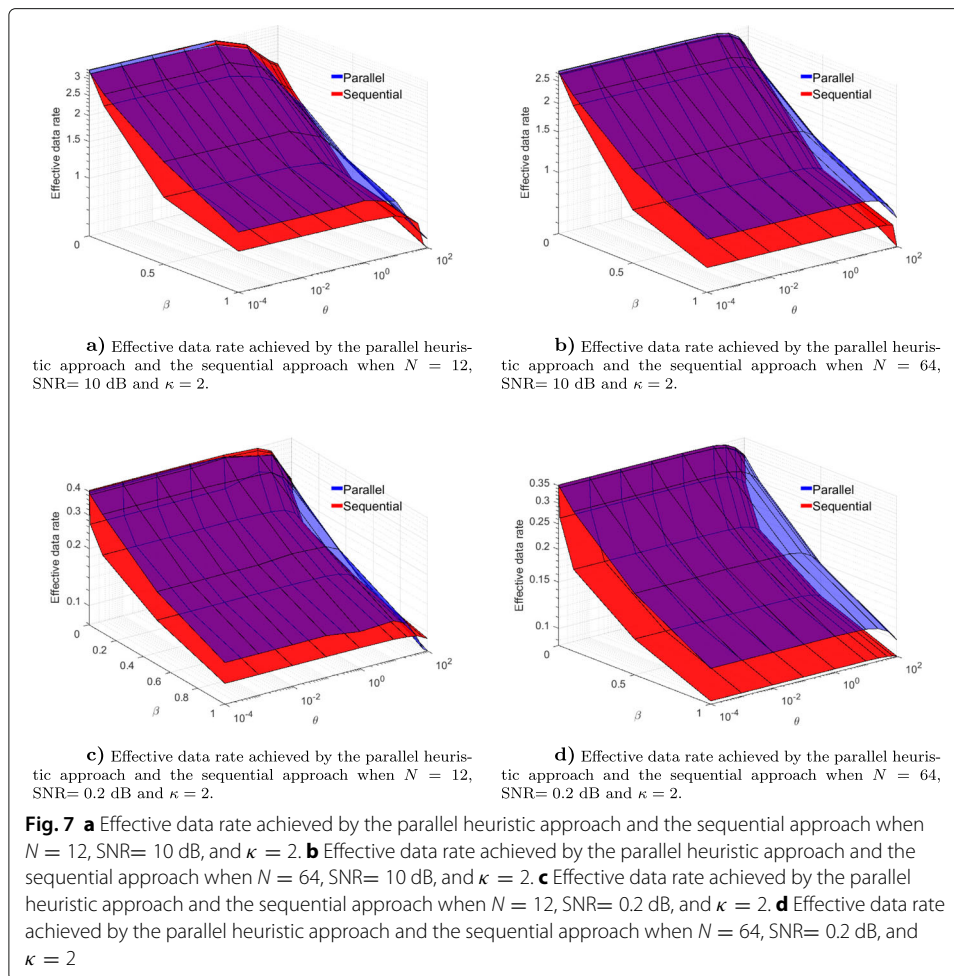 3
2.5
2
1.5
1
Effective data rate
0
0.5
1
β
10^-4
10^-2
10^0
10^2
θ
Parallel
Sequential
a) Effective data rate achieved by the parallel heuris-
tic approach and the sequential approach when N = 12,
SNR= 10 dB and κ = 2.
2.5
2
1.5
1
Effective data rate
0
0.5
1
β
10^-4
10^-2
10^0
10^2
θ
Parallel
Sequential
b) Effective data rate achieved by the parallel heuris-
tic approach and the sequential approach when N = 64,
SNR= 10 dB and κ = 2.
0.4
0.3
0.2
0.1
Effective data rate
0
0.2
0.4
0.6
0.8
1
β
10^-4
10^-2
10^0
10^2
θ
Parallel
Sequential
c) Effective data rate achieved by the parallel heuris-
tic approach and the sequential approach when N = 12,
SNR= 0.2 dB and κ = 2.
0.35
0.3
0.25
0.2
0.15
0.1
Effective data rate
0
0.5
1
β
10^-4
10^-2
10^0
10^2
θ
Parallel
Sequential
d) Effective data rate achieved by the parallel heuris-
tic approach and the sequential approach when N = 64,
SNR= 0.2 dB and κ = 2.
Fig. 7 a Effective data rate achieved by the parallel heuristic approach and the sequential approach when
N = 12, SNR= 10 dB, and κ = 2. b Effective data rate achieved by the parallel heuristic approach and the
sequential approach when N = 64, SNR= 10 dB, and κ = 2. c Effective data rate achieved by the parallel
heuristic approach and the sequential approach when N = 12, SNR= 0.2 dB, and κ = 2. d Effective data rate
achieved by the parallel heuristic approach and the sequential approach when N = 64, SNR= 0.2 dB, and
κ = 2